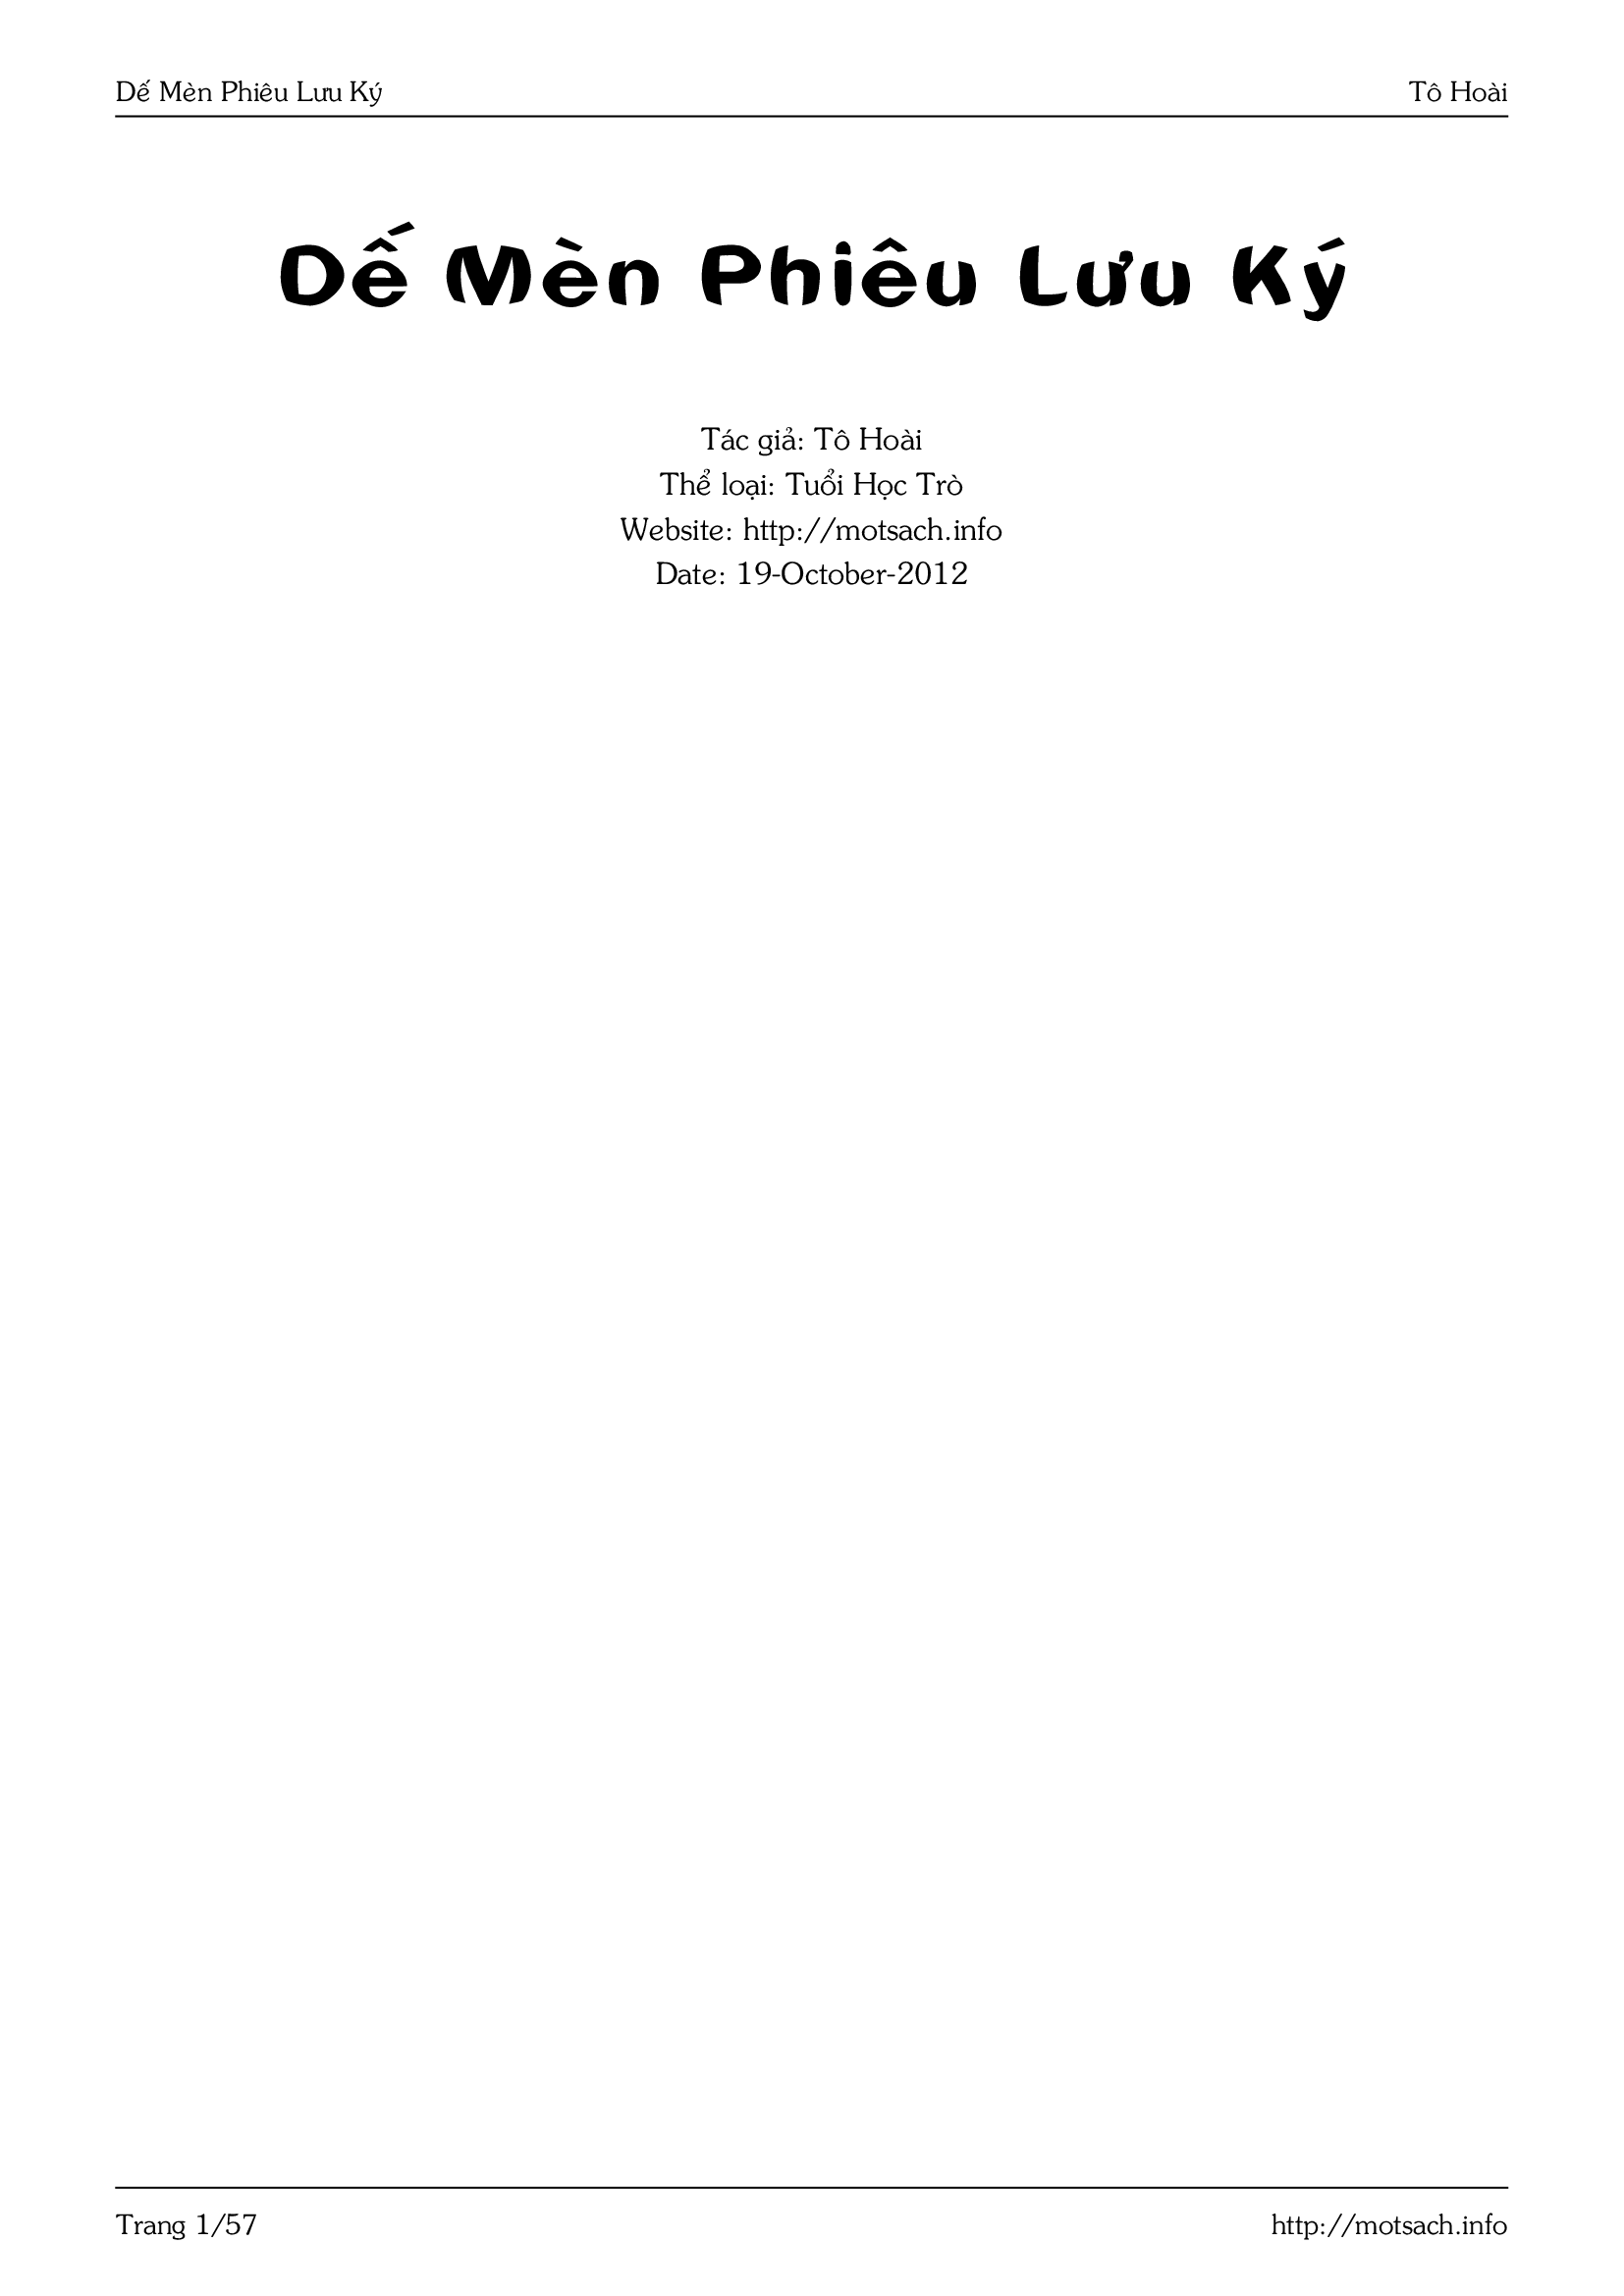 Dế Mèn Phiêu Lưu Ký Tô Hoài
Dế Mèn Phiêu Lưu Ký
Tác giả: Tô Hoài
Thể loại: Tuổi Học Trò
Website: http://motsach.info
Date: 19-October-2012
Trang 1/57 http://motsach.info